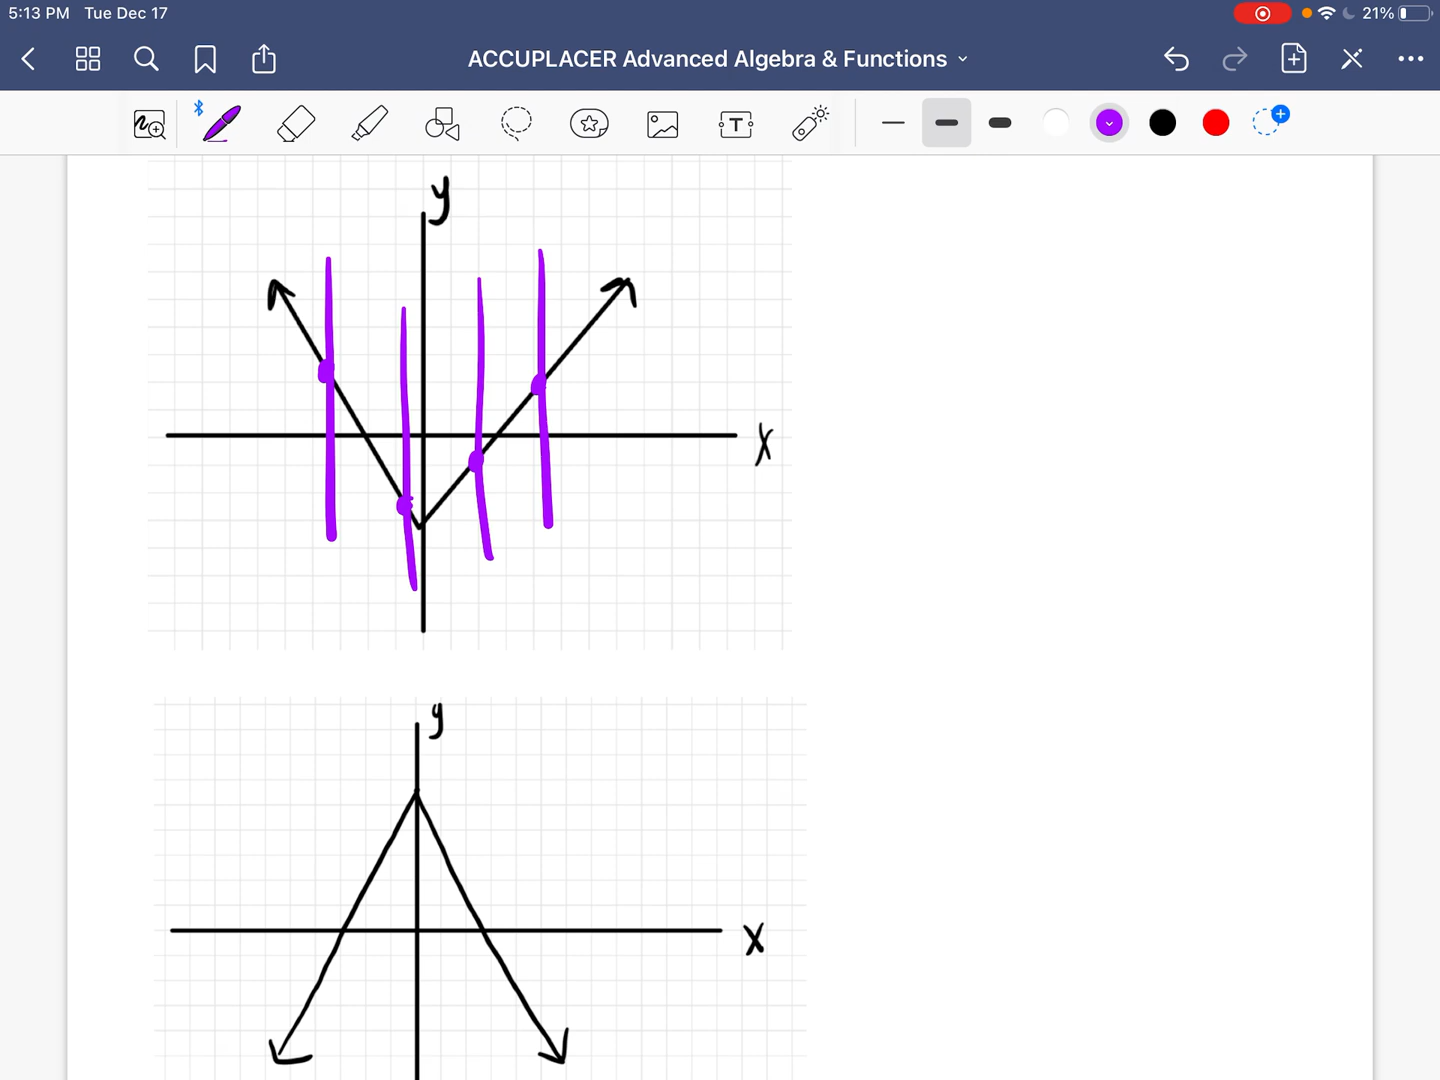 5:13 PM Tue Dec 17
21%
ACCUPLACER Advanced Algebra & Functions
T
y
x
y
x